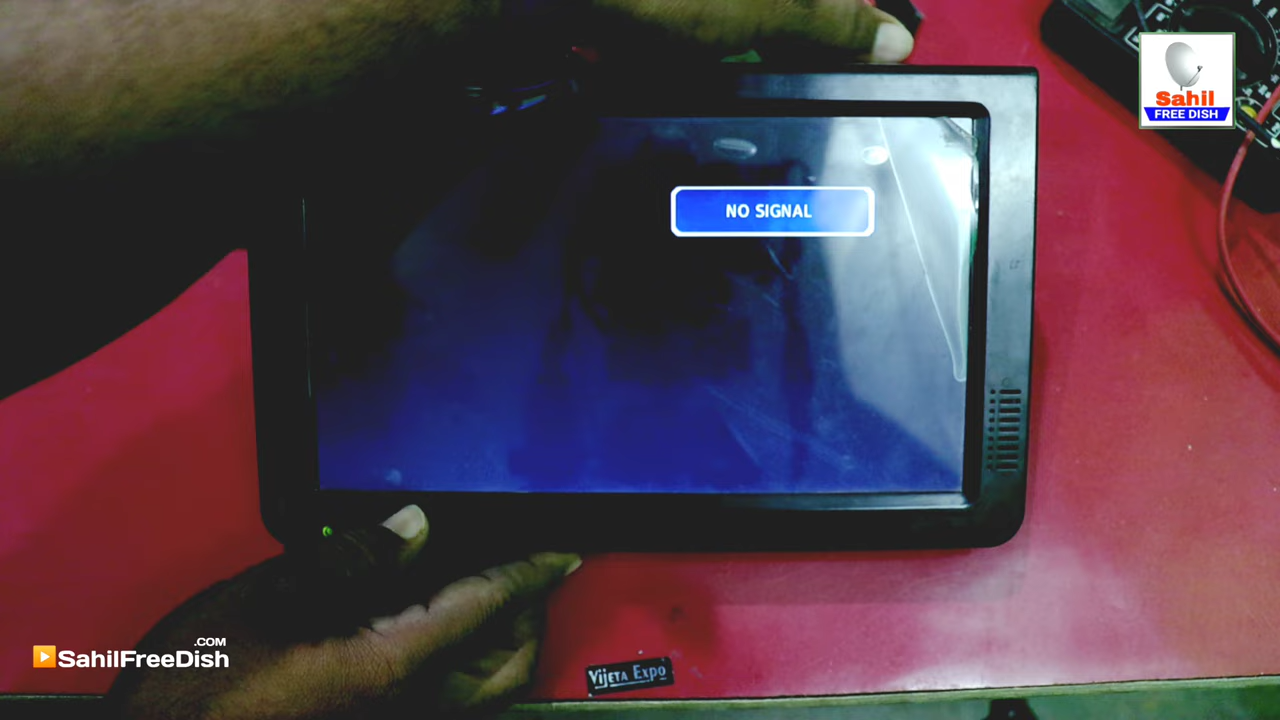 Sahil
FREE DISH
NO SIGNAL
.COM
SahilFreeDish
Vijeta Expo